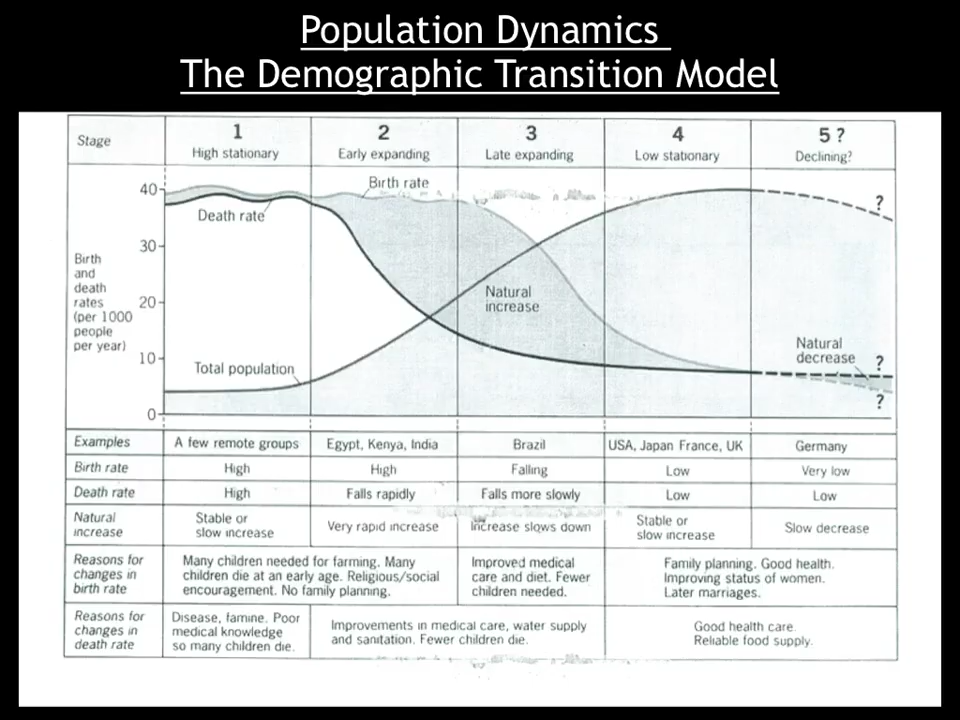 Population Dynamics
The Demographic Transition Model
Stage
1
High stationary
2
Early expanding
3
Late expanding
4
Low stationary
5 ?
Declining?
Birth
and
death
rates
(per 1000
people
per year)
40
30
20
10
0
Birth rate
Death rate
Natural
increase
Total population
Natural
decrease
?
?
?
Examples
A few remote groups
Egypt, Kenya, India
Brazil
USA, Japan France, UK
Germany
Birth rate
High
High
Falling
Low
Very low
Death rate
High
Falls rapidly
Falls more slowly
Low
Low
Natural
increase
Stable or
slow increase
Very rapid increase
Increase slows down
Stable or
slow increase
Slow decrease
Reasons for
changes in
birth rate
Many children needed for farming. Many
children die at an early age. Religious/social
encouragement. No family planning.
Improved medical
care and diet. Fewer
children needed.
Family planning. Good health.
Improving status of women.
Later marriages.
Reasons for
changes in
death rate
Disease, famine. Poor
medical knowledge
so many children die.
Improvements in medical care, water supply
and sanitation. Fewer children die.
Good health care.
Reliable food supply.